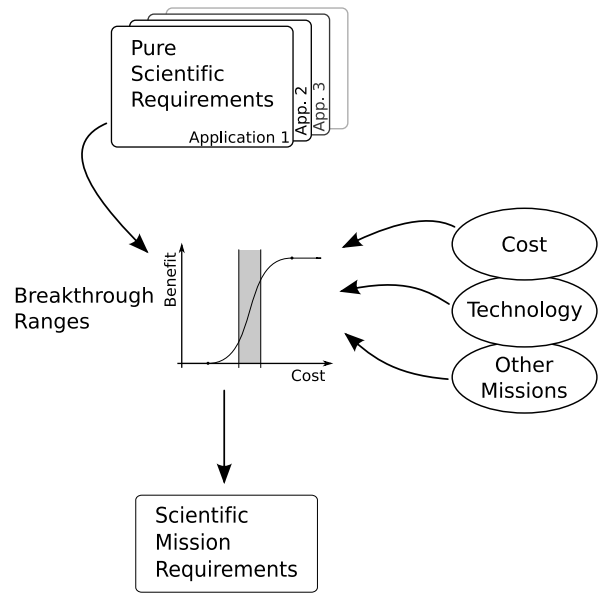 Pure
Scientific
Requirements
Application 1
App. 2
App. 3
Benefit
Cost
Breakthrough
Ranges
Cost
Technology
Other
Missions
Scientific
Mission
Requirements